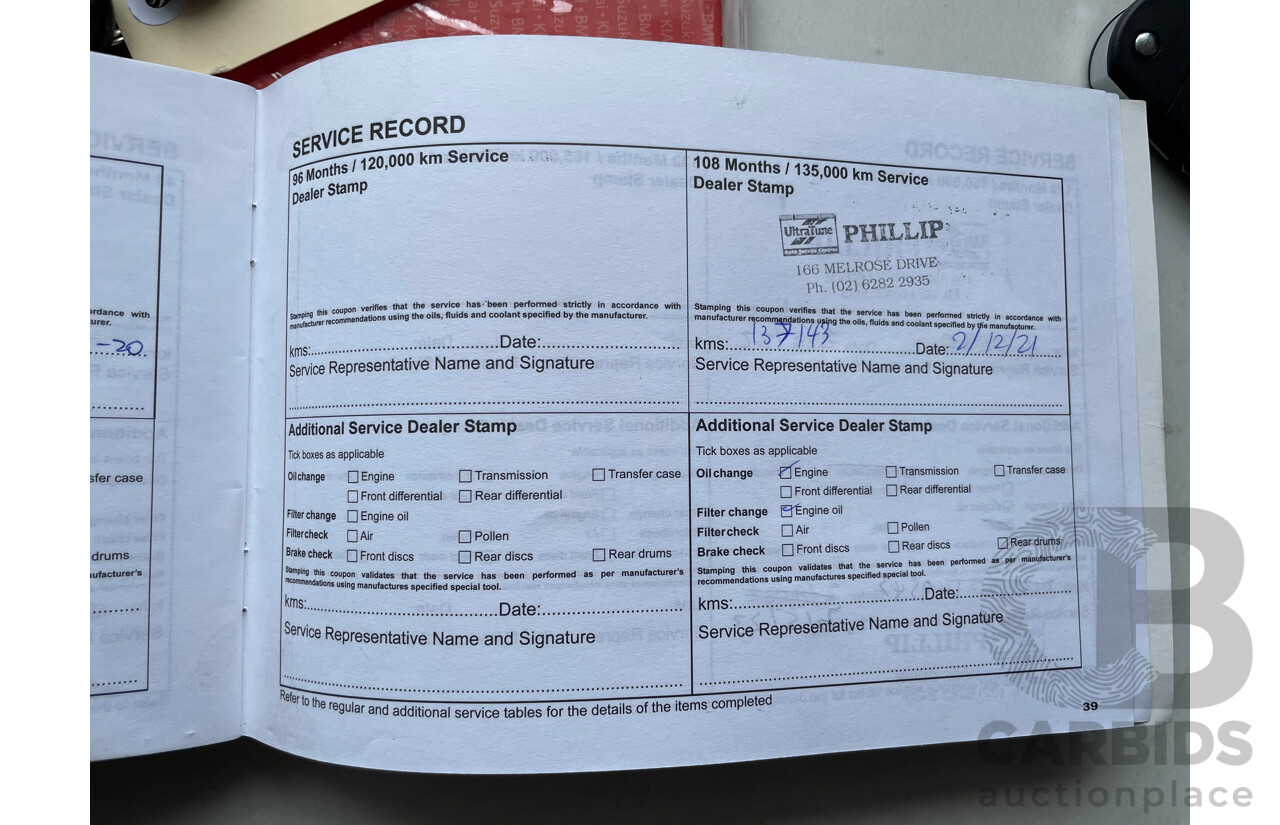 SERVICE RECORD
96 Months / 120,000 km Service
Dealer Stamp
Stamping this coupon verifies that the service has been performed strictly in accordance with
manufacturer recommendations using the oils, fluids and coolant specified by the manufacturer.
kms: Date:
Service Representative Name and Signature
Additional Service Dealer Stamp
Tick boxes as applicable
Oil change Engine Transmission Transfer case
Front differential Rear differential
Filter change Engine oil
Filter check Air Pollen
Brake check Front discs Rear discs Rear drums
Stamping this coupon validates that the service has been performed as per manufacturer's
recommendations using manufactures specified special tool.
kms: Date:
Service Representative Name and Signature
108 Months / 135,000 km Service
Dealer Stamp
UltraTune PHILLIP
Auto Service Centres
166 MELROSE DRIVE
Ph. (02) 6282 2935
Stamping this coupon verifies that the service has been performed strictly in accordance with
manufacturer recommendations using the oils, fluids and coolant specified by the manufacturer.
kms: 137143 Date: 2/12/21
Service Representative Name and Signature
Additional Service Dealer Stamp
Tick boxes as applicable
Oil change Engine Transmission Transfer case
Front differential Rear differential
Filter change Engine oil
Filter check Air Pollen
Brake check Front discs Rear discs Rear drums
Stamping this coupon validates that the service has been performed as per manufacturer's
recommendations using manufactures specified special tool.
kms: Date:
Service Representative Name and Signature
Refer to the regular and additional service tables for the details of the items completed
39
-20
drums
CARBIDS
auctionplace